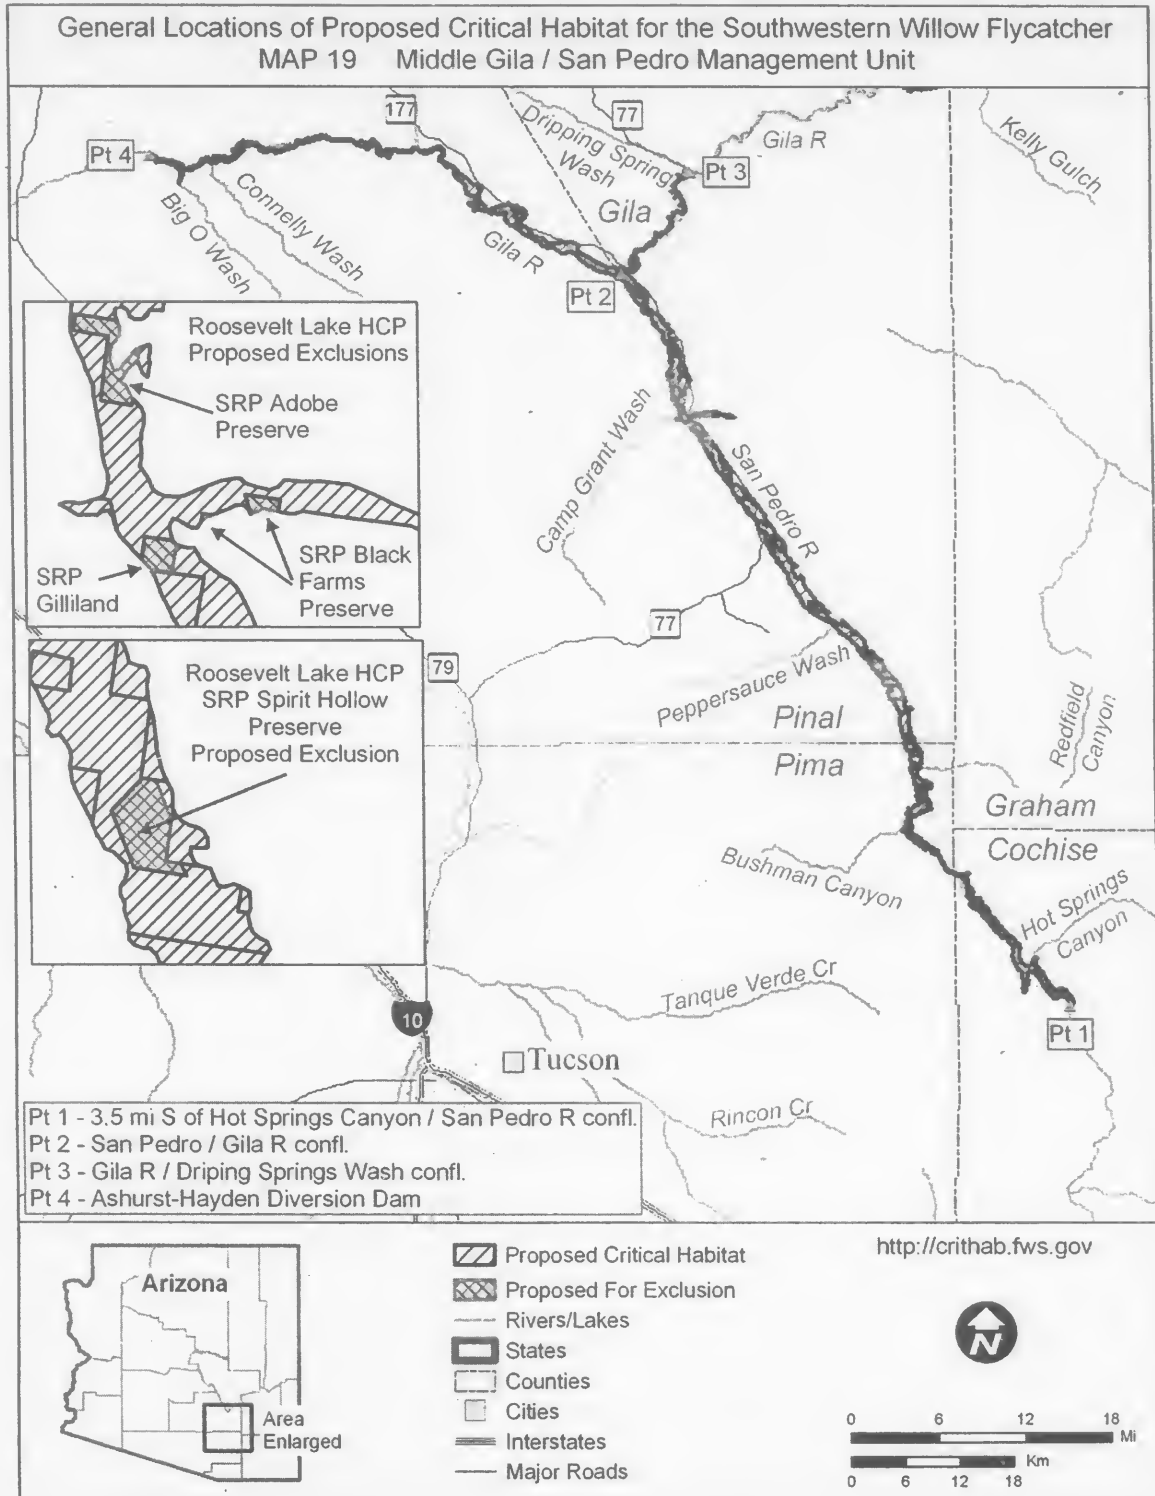 General Locations of Proposed Critical Habitat for the Southwestern Willow Flycatcher
MAP 19 Middle Gila / San Pedro Management Unit
177
77
Pt 4
Dripping Spring
Wash
Gila R
Pt 3
Kelly Gulch
Big O Wash
Connelly Wash
Gila R
Gila
Pt 2
Roosevelt Lake HCP
Proposed Exclusions
SRP Adobe
Preserve
SRP Black
Farms
Preserve
SRP
Gilliland
Camp Grant Wash
San Pedro R
77
79
Roosevelt Lake HCP
SRP Spirit Hollow
Preserve
Proposed Exclusion
Peppersauce Wash
Pinal
Pima
Redfield
Canyon
Graham
Cochise
Bushman Canyon
Hot Springs
Canyon
Tanque Verde Cr
Pt 1
10
Tucson
Rincon Cr
Pt 1 - 3.5 mi S of Hot Springs Canyon / San Pedro R confl.
Pt 2 - San Pedro / Gila R confl.
Pt 3 - Gila R / Driping Springs Wash confl.
Pt 4 - Ashurst-Hayden Diversion Dam
Arizona
Area
Enlarged
Proposed Critical Habitat
Proposed For Exclusion
Rivers/Lakes
States
Counties
Cities
Interstates
Major Roads
http://crithab.fws.gov
N
0 6 12 18
Mi
Km
0 6 12 18